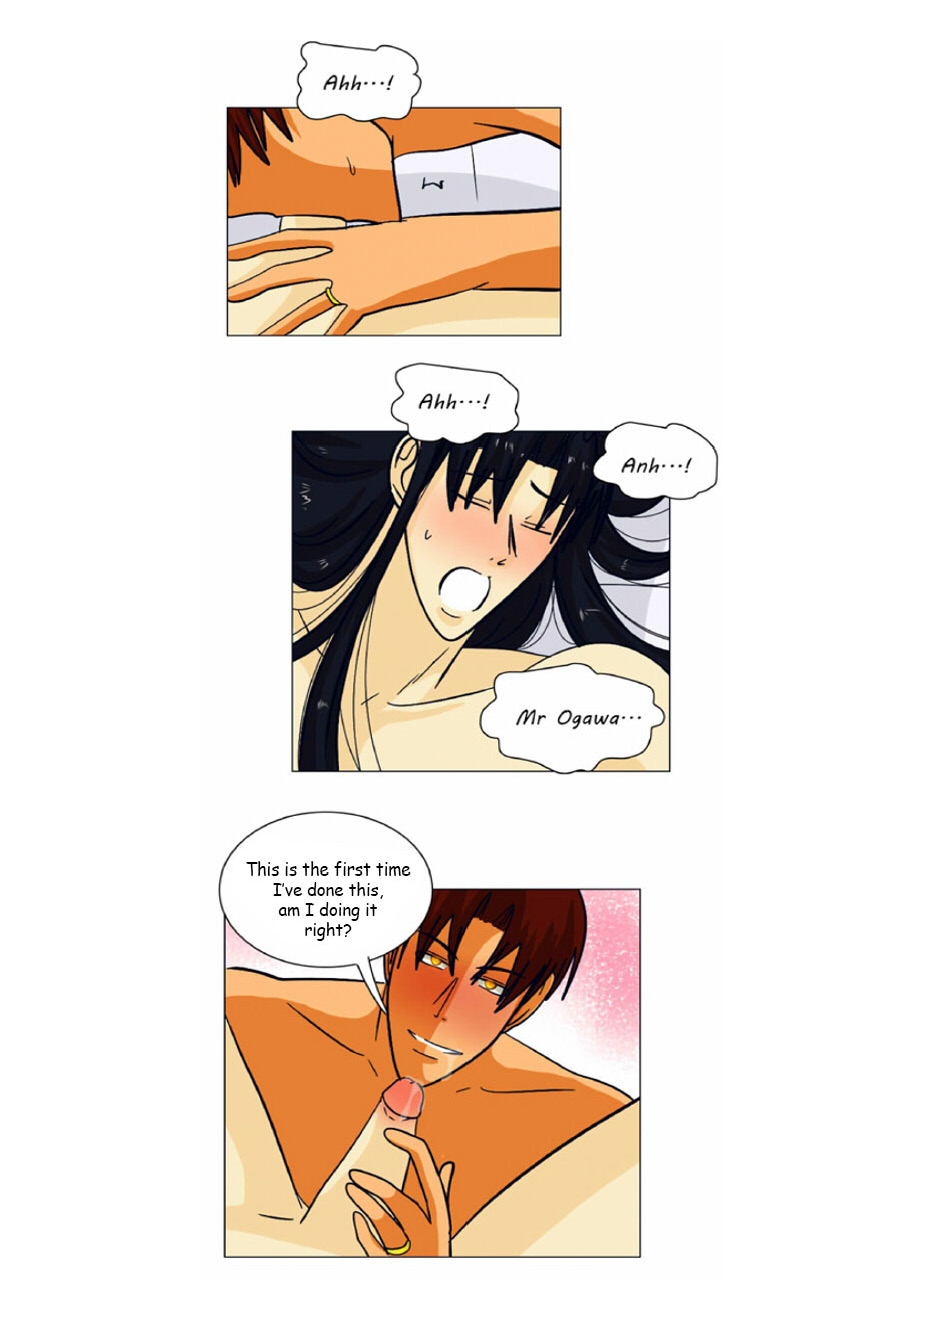 Ahh...!
Ahh...!
Anh...!
Mr Ogawa...
This is the first time
I've done this,
am I doing it
right?